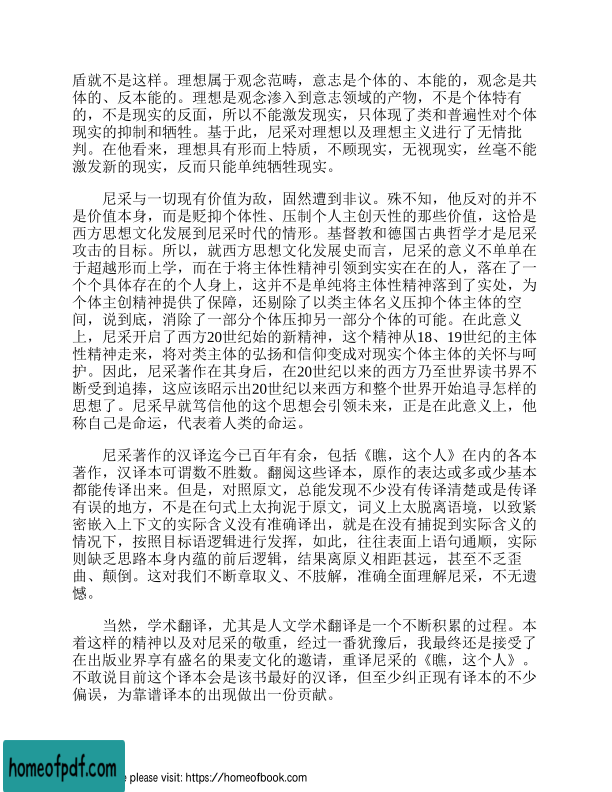 盾就不是这样。理想属于观念范畴，意志是个体的、本能的，观念是共
体的、反本能的。理想是观念渗入到意志领域的产物，不是个体特有
的，不是现实的反面，所以不能激发现实，只体现了类和普遍性对个体
现实的抑制和牺牲。基于此，尼采对理想以及理想主义进行了无情批
判。在他看来，理想具有形而上特质，不顾现实，无视现实，丝毫不能
激发新的现实，反而只能单纯牺牲现实。
尼采与一切现有价值为敌，固然遭到非议。殊不知，他反对的并不
是价值本身，而是贬抑个体性、压制个人主创天性的那些价值，这恰是
西方思想文化发展到尼采时代的情形。基督教和德国古典哲学才是尼采
攻击的目标。所以，就西方思想文化发展史而言，尼采的意义不单单在
于超越形而上学，而在于将主体性精神引领到实实在在的人，落在了一
个个具体存在的个人身上，这并不是单纯将主体性精神落到了实处，为
个体主创精神提供了保障，还剔除了以类主体名义压抑个体主体的空
间，说到底，消除了一部分个体压抑另一部分个体的可能。在此意义
上，尼采开启了西方20世纪始的新精神，这个精神从18、19世纪的主体
性精神走来，将对类主体的弘扬和信仰变成对现实个体主体的关怀与呵
护。因此，尼采著作在其身后，在20世纪以来的西方乃至世界读书界不
断受到追捧，这应该昭示出20世纪以来西方和整个世界开始追寻怎样的
思想了。尼采早就笃信他的这个思想会引领未来，正是在此意义上，他
称自己是命运，代表着人类的命运。
尼采著作的汉译迄今已百年有余，包括《瞧，这个人》在内的各本
著作，汉译本可谓数不胜数。翻阅这些译本，原作的表达或多或少基本
都能传译出来。但是，对照原文，总能发现不少没有传译清楚或是传译
有误的地方，不是在句式上太拘泥于原文，词义上太脱离语境，以致紧
密嵌入上下文的实际含义没有准确译出，就是在没有捕捉到实际含义的
情况下，按照目标语逻辑进行发挥，如此，往往表面上语句通顺，实际
则缺乏思路本身内蕴的前后逻辑，结果离原义相距甚远，甚至不乏歪
曲、颠倒。这对我们不断章取义、不肢解，准确全面理解尼采，不无遗
憾。
当然，学术翻译，尤其是人文学术翻译是一个不断积累的过程。本
着这样的精神以及对尼采的敬重，经过一番犹豫后，我最终还是接受了
在出版业界享有盛名的果麦文化的邀请，重译尼采的《瞧，这个人》。
不敢说目前这个译本会是该书最好的汉译，但至少纠正现有译本的不少
偏误，为靠谱译本的出现做出一份贡献。
homeofpdf.com
e please visit: https://homeofbook.com